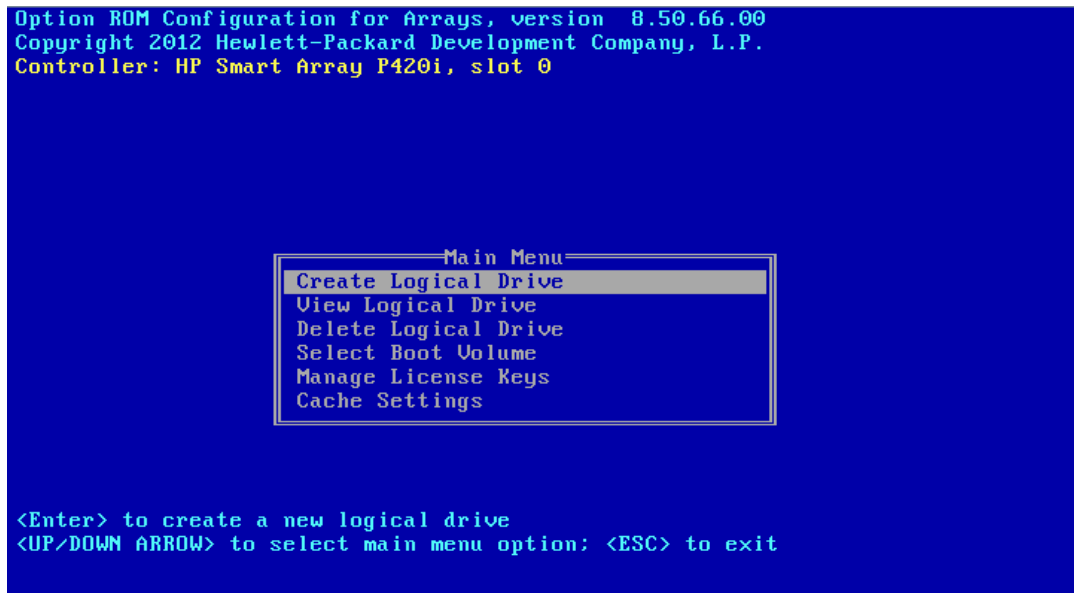 Option ROM Configuration for Arrays, version  8.50.66.00
Copyright 2012 Hewlett-Packard Development Company, L.P.
Controller: HP Smart Array P420i, slot 0
Main Menu
Create Logical Drive
View Logical Drive
Delete Logical Drive
Select Boot Volume
Manage License Keys
Cache Settings
<Enter> to create a new logical drive
<UP/DOWN ARROW> to select main menu option; <ESC> to exit